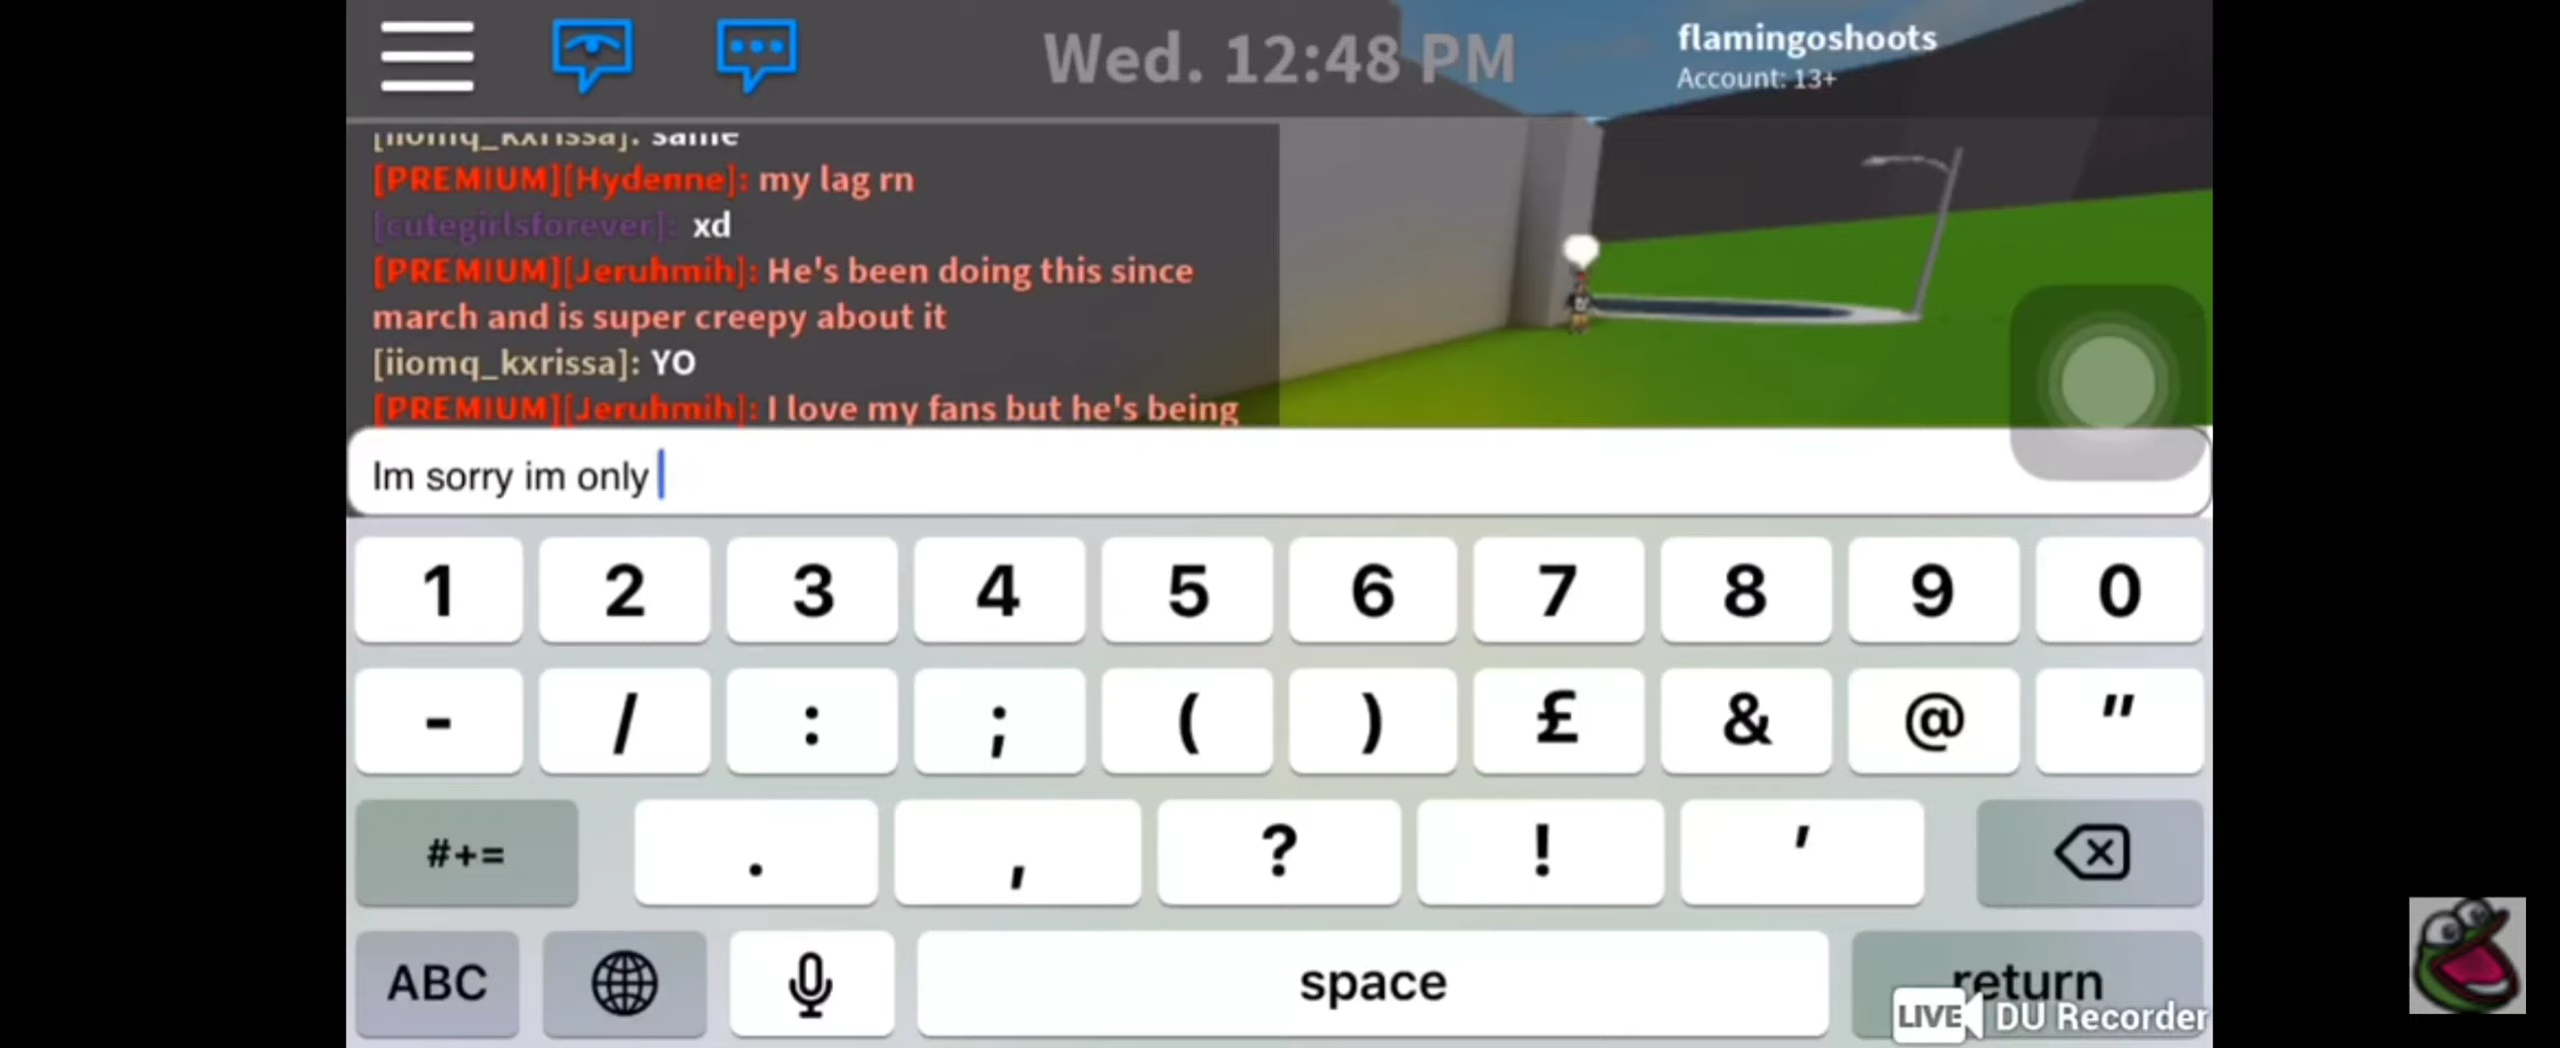 Wed. 12:48 PM
flamingoshoots
Account: 13+
[iiomq_kxrissa]: same
[PREMIUM][Hydenne]: my lag rn
[cutegirlsforever]: xd
[PREMIUM][Jeruhmih]: He's been doing this since
march and is super creepy about it
[iiomq_kxrissa]: YO
[PREMIUM][Jeruhmih]: I love my fans but he's being
Im sorry im only
1 2 3 4 5 6 7 8 9 0
- / : ; ( ) £ & @ "
#+= . , ? ! '
ABC space return
LIVE DU Recorder